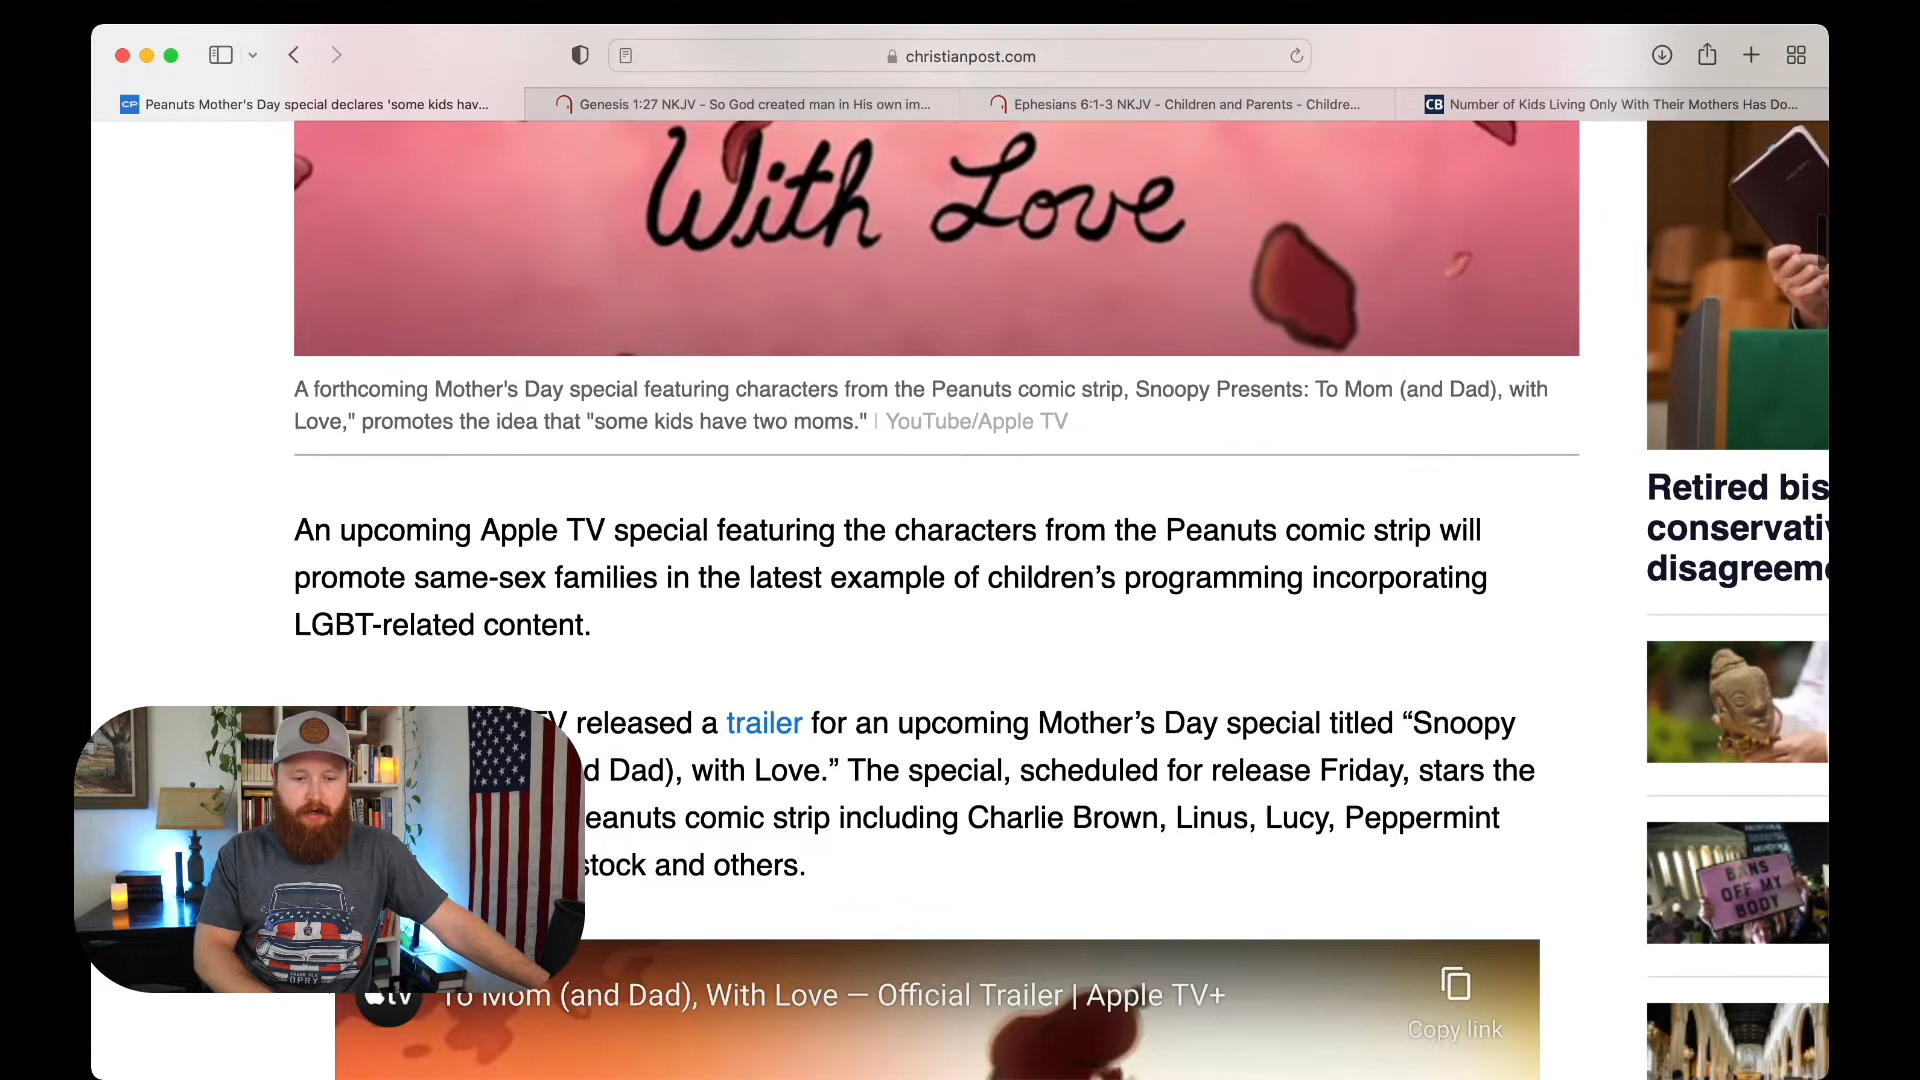 christianpost.com
CP Peanuts Mother's Day special declares 'some kids hav...
Genesis 1:27 NKJV - So God created man in His own im...
Ephesians 6:1-3 NKJV - Children and Parents - Childre...
CB Number of Kids Living Only With Their Mothers Has Do...
With Love
A forthcoming Mother's Day special featuring characters from the Peanuts comic strip, Snoopy Presents: To Mom (and Dad), with
Love," promotes the idea that "some kids have two moms." | YouTube/Apple TV
An upcoming Apple TV special featuring the characters from the Peanuts comic strip will
promote same-sex families in the latest example of children’s programming incorporating
LGBT-related content.
V released a trailer for an upcoming Mother’s Day special titled “Snoopy
d Dad), with Love.” The special, scheduled for release Friday, stars the
eanuts comic strip including Charlie Brown, Linus, Lucy, Peppermint
stock and others.
tv To Mom (and Dad), With Love — Official Trailer | Apple TV+
Copy link
Retired bis
conservati
disagreem
BANS
OFF MY
BODY
OPRY